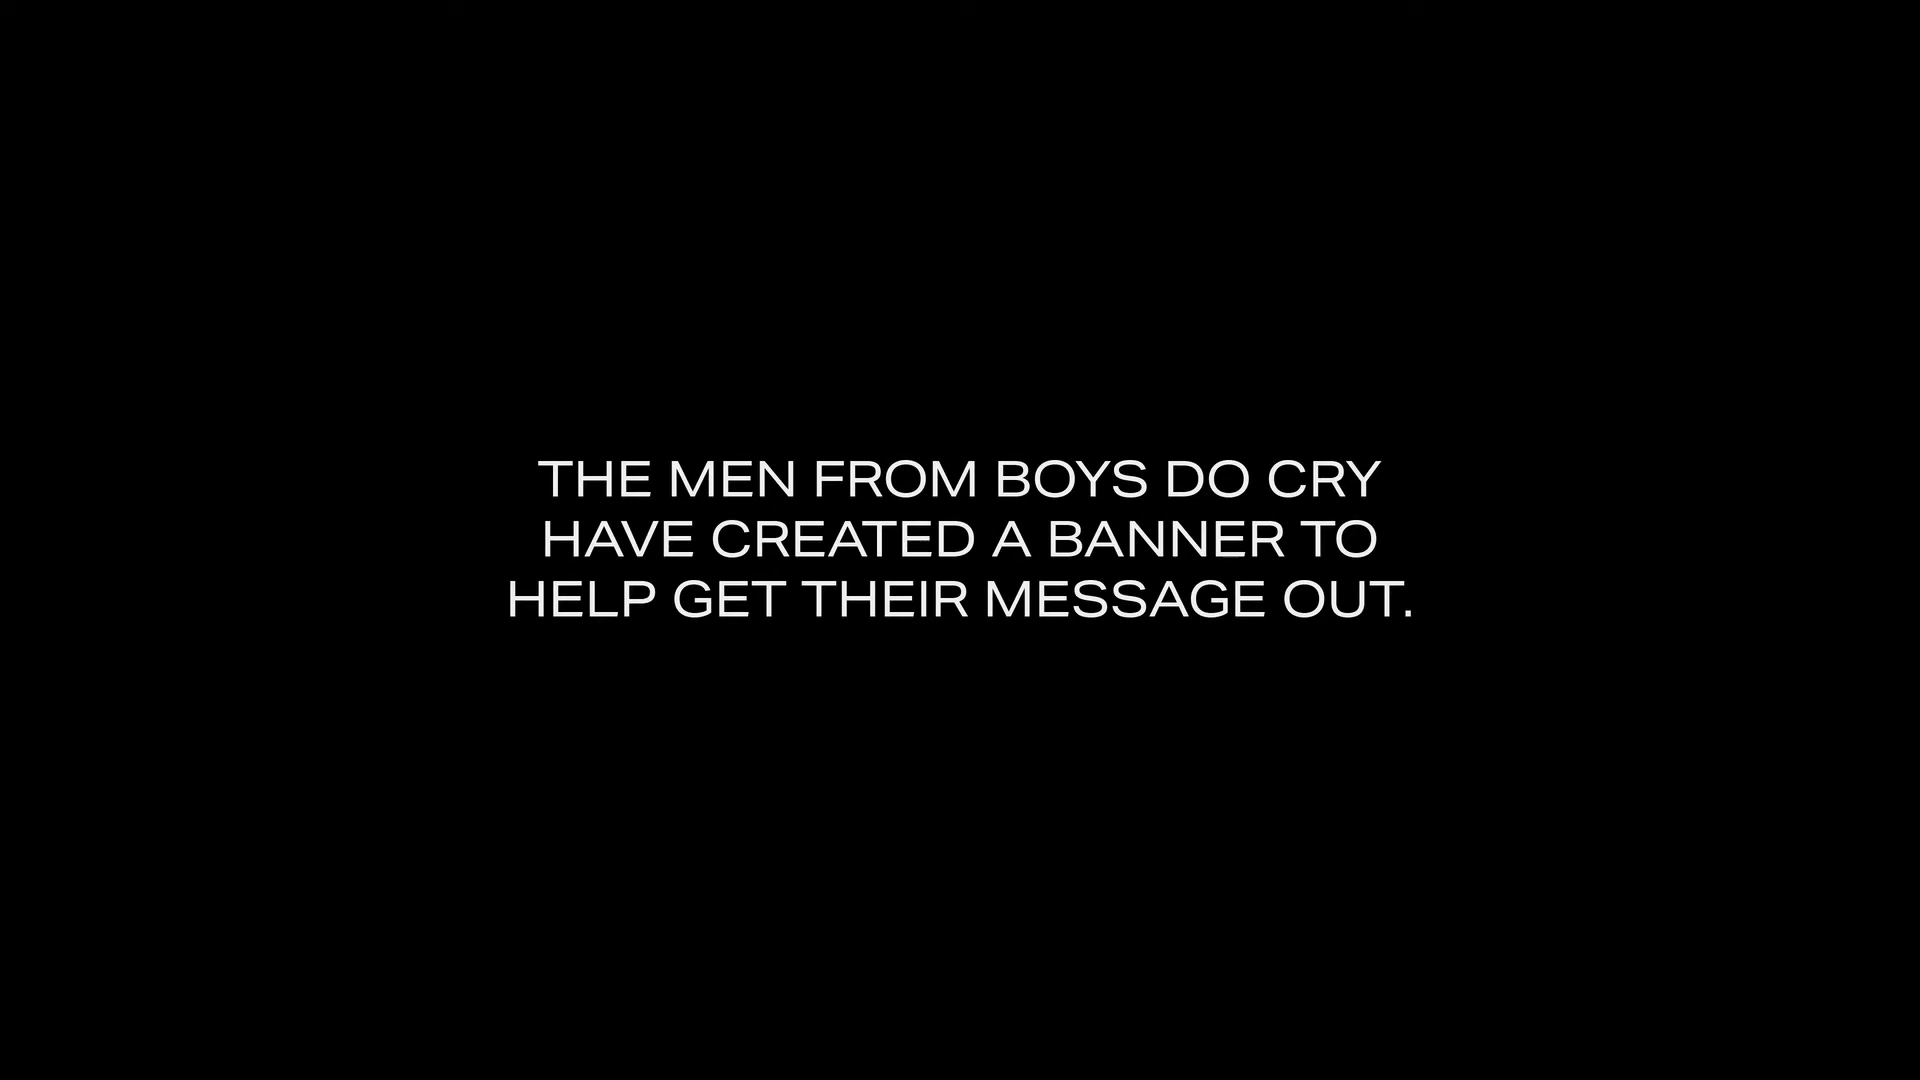 THE MEN FROM BOYS DO CRY
HAVE CREATED A BANNER TO
HELP GET THEIR MESSAGE OUT.